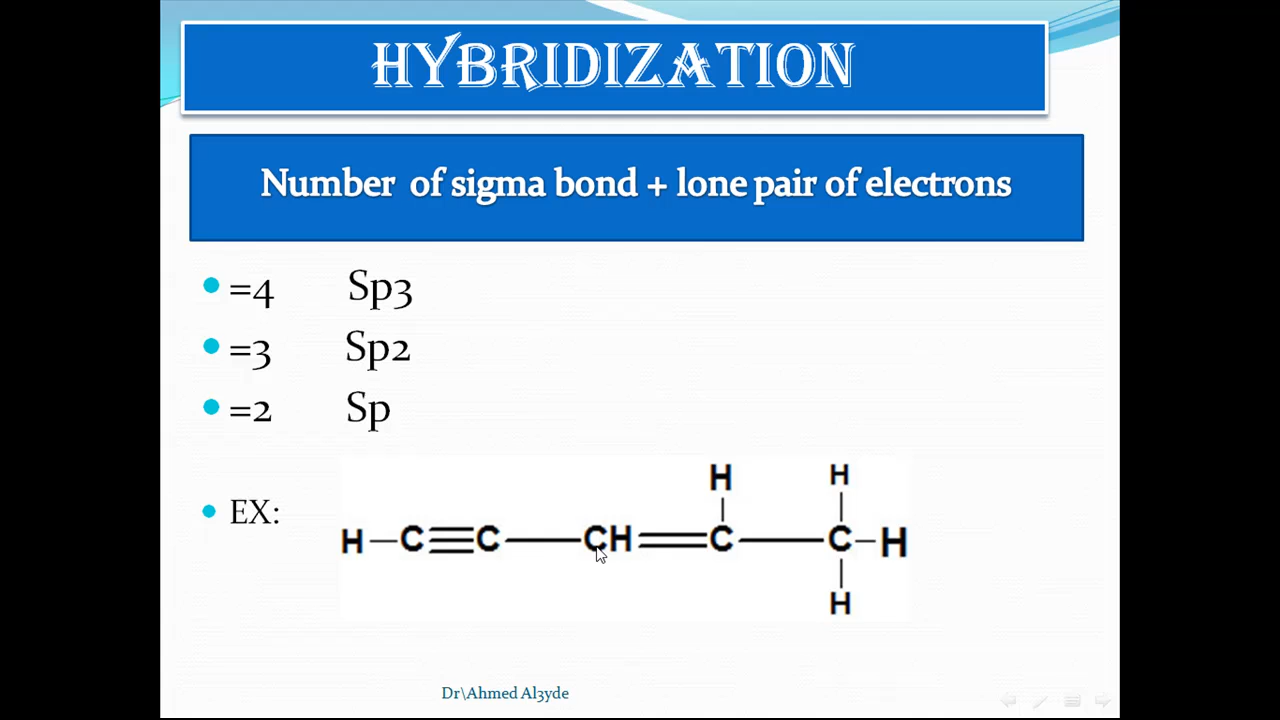 HYBRIDIZATION
Number of sigma bond + lone pair of electrons
=4 Sp3
=3 Sp2
=2 Sp
H H
EX: H–C≡C—CH=C—C–H
H
Dr\Ahmed Al3yde